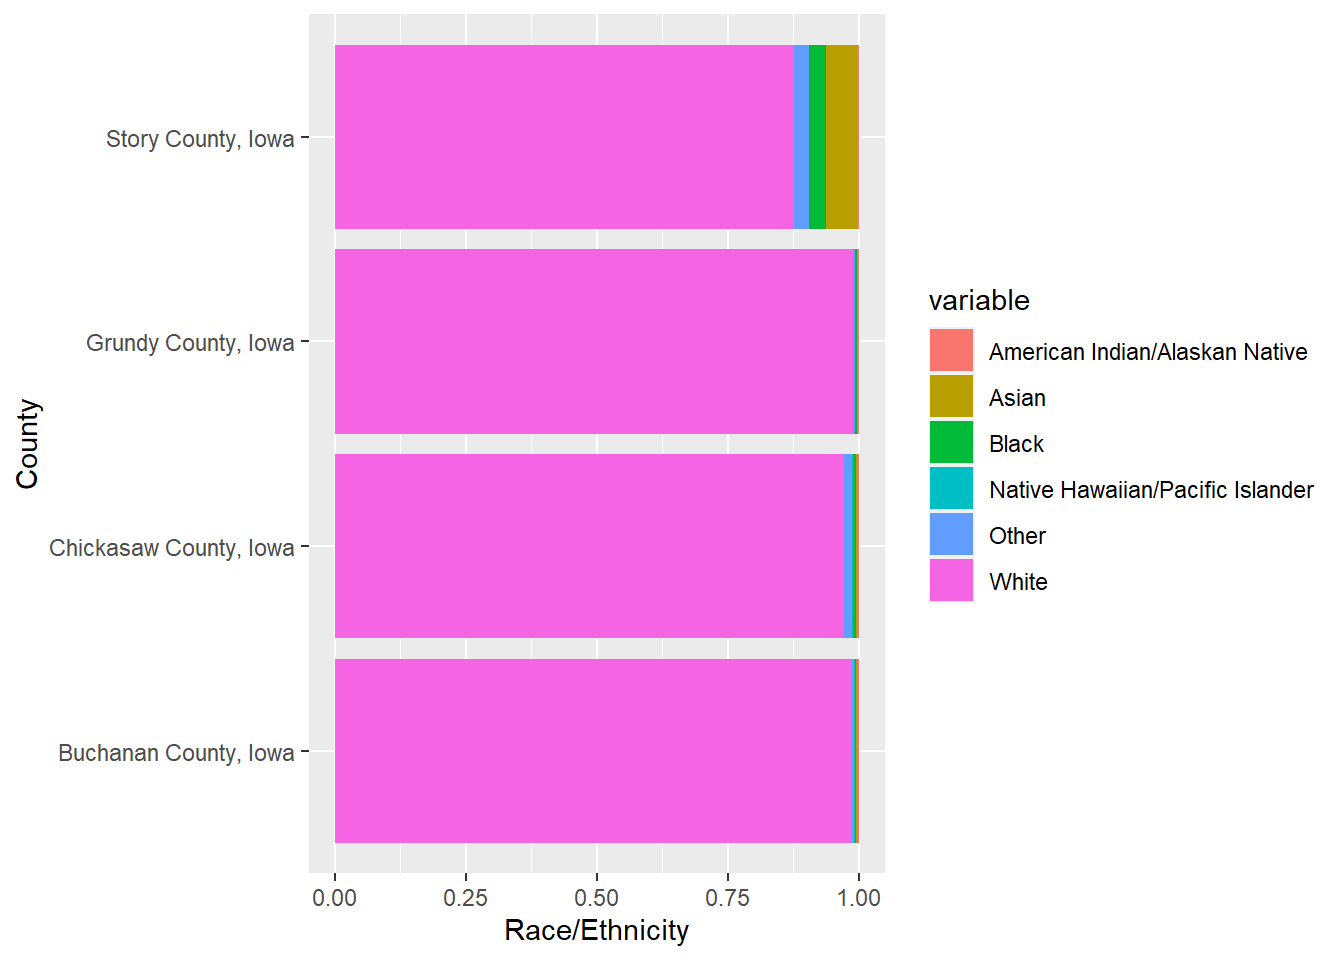 Story County, Iowa
Grundy County, Iowa
Chickasaw County, Iowa
Buchanan County, Iowa
County
0.00 0.25 0.50 0.75 1.00
Race/Ethnicity
variable
American Indian/Alaskan Native
Asian
Black
Native Hawaiian/Pacific Islander
Other
White